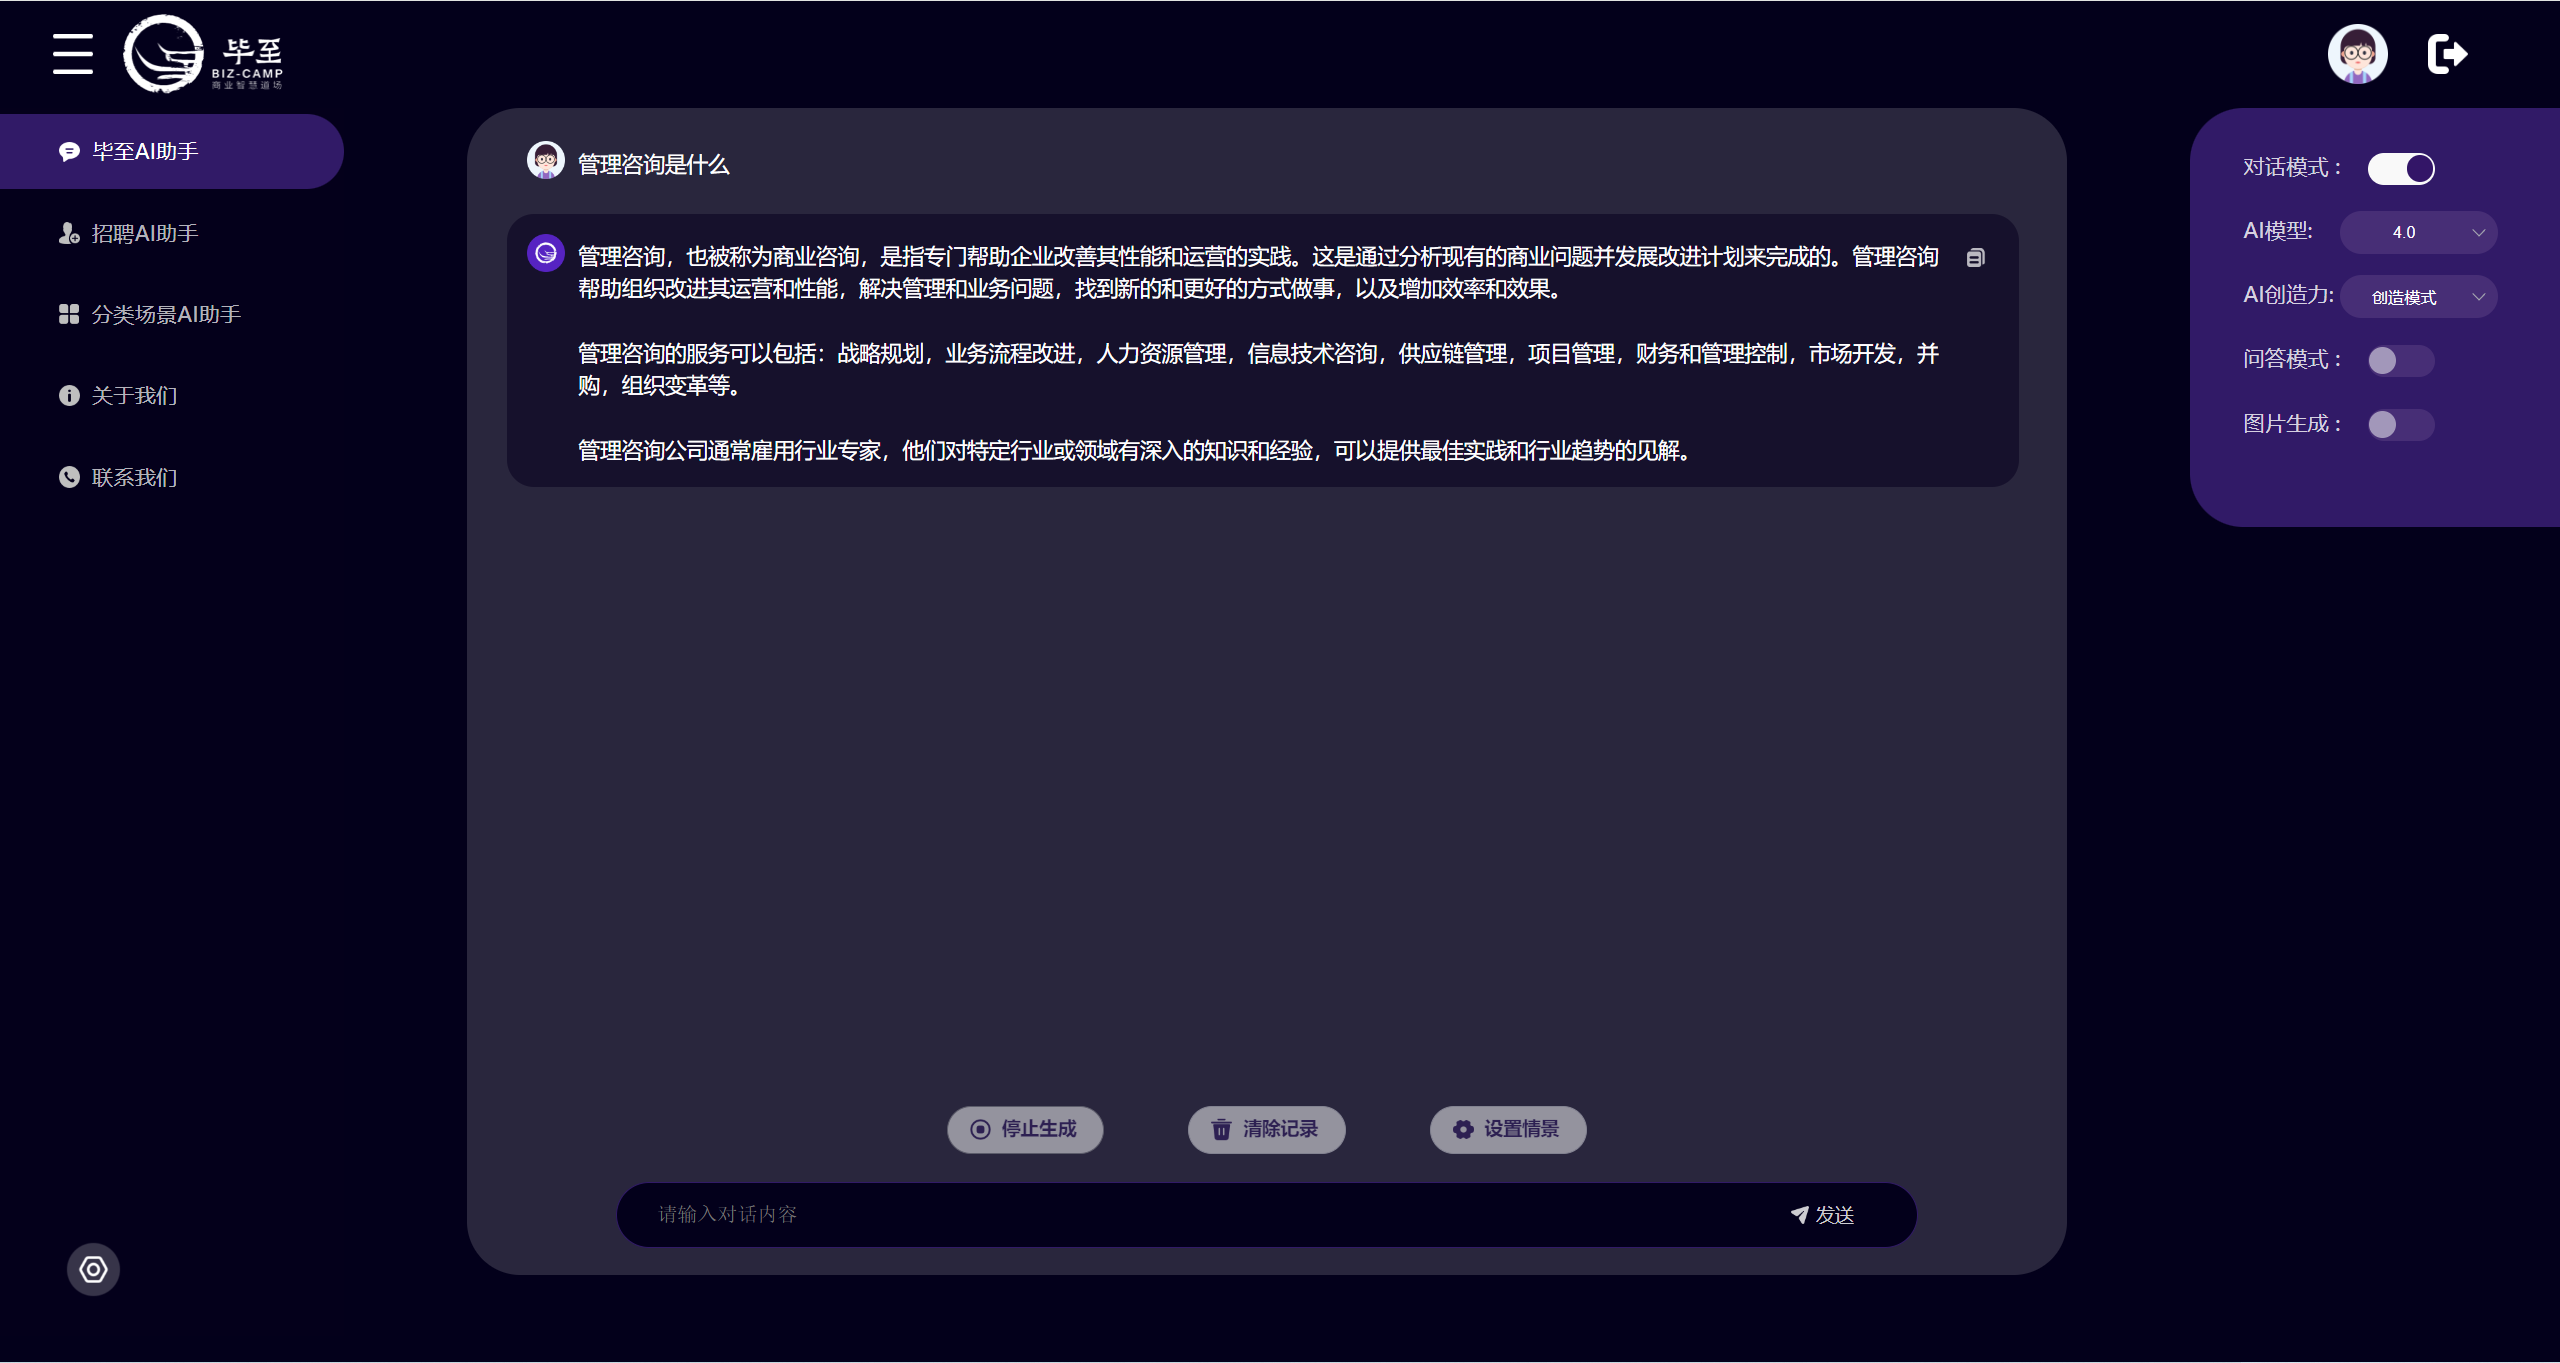 毕至
BIZ-CAMP
商业智慧道场
毕至AI助手
招聘AI助手
分类场景AI助手
关于我们
联系我们
管理咨询是什么
管理咨询，也被称为商业咨询，是指专门帮助企业改善其性能和运营的实践。这是通过分析现有的商业问题并发展改进计划来完成的。管理咨询
帮助组织改进其运营和性能，解决管理和业务问题，找到新的和更好的方式做事，以及增加效率和效果。
管理咨询的服务可以包括：战略规划，业务流程改进，人力资源管理，信息技术咨询，供应链管理，项目管理，财务和管理控制，市场开发，并
购，组织变革等。
管理咨询公司通常雇用行业专家，他们对特定行业或领域有深入的知识和经验，可以提供最佳实践和行业趋势的见解。
停止生成
清除记录
设置情景
请输入对话内容
发送
对话模式：
AI模型: 4.0
AI创造力: 创造模式
问答模式：
图片生成：